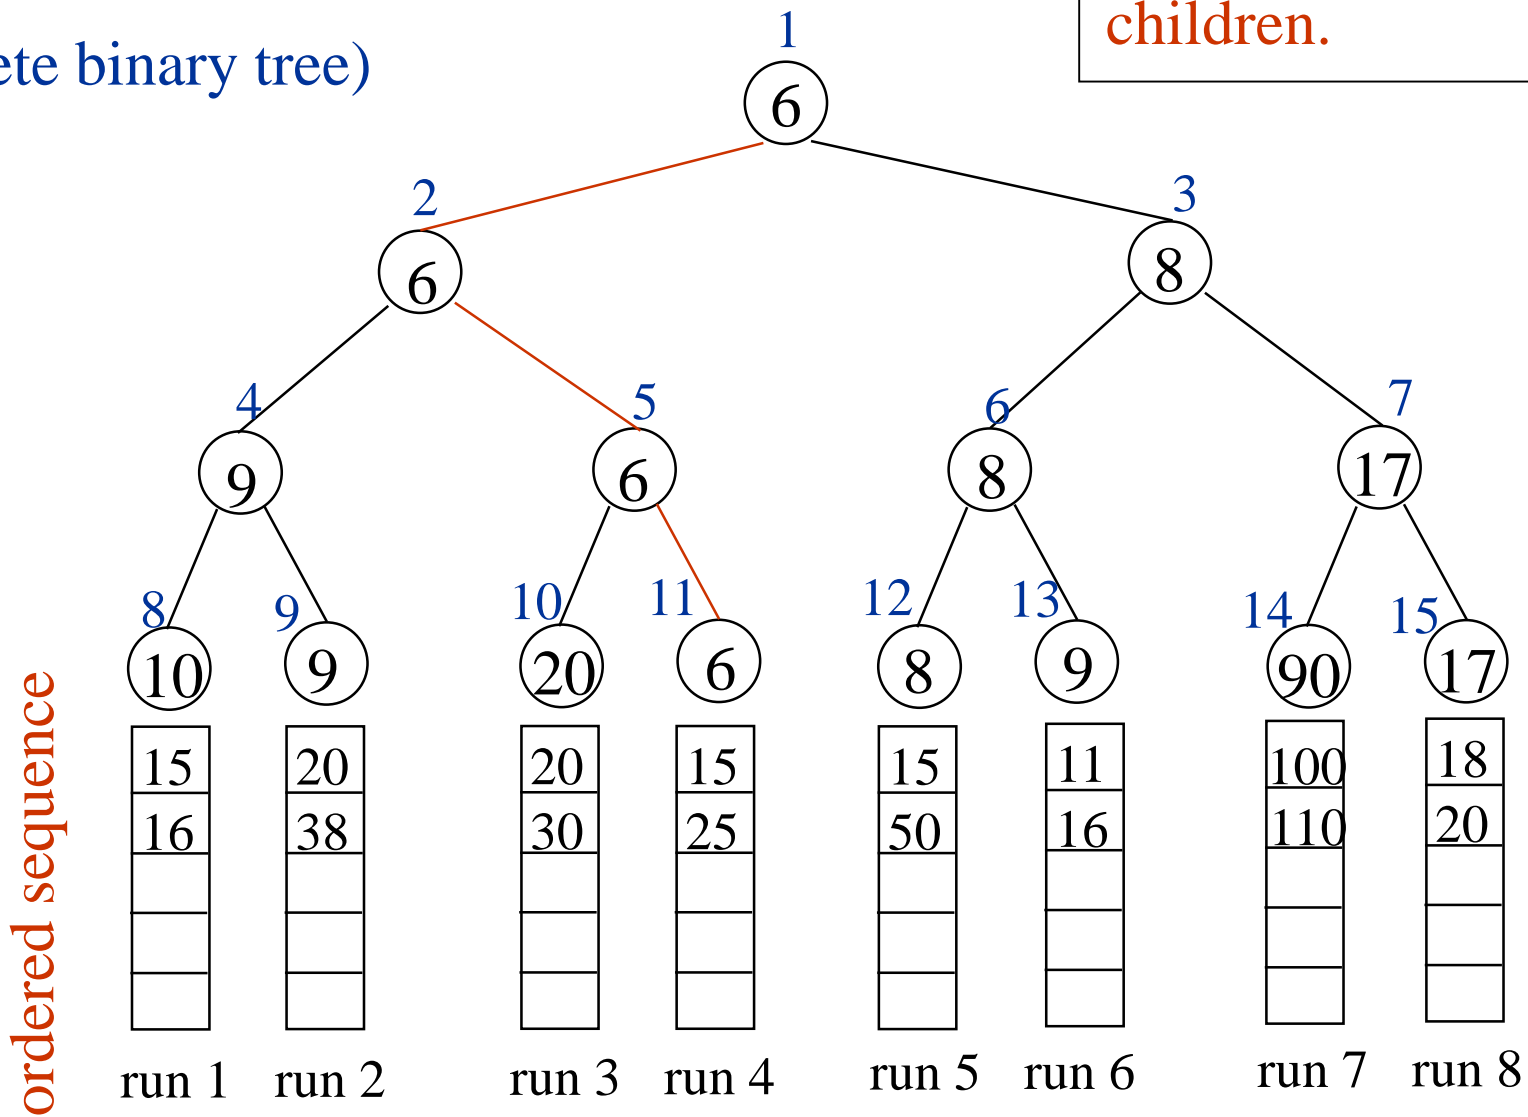 children.
ete binary tree)
1
6
2 3
6 8
4 5 6 7
9 6 8 17
8 9 10 11 12 13 14 15
10 9 20 6 8 9 90 17
15 20 20 15 15 11 100 18
16 38 30 25 50 16 110 20
run 1 run 2 run 3 run 4 run 5 run 6 run 7 run 8
ordered sequence